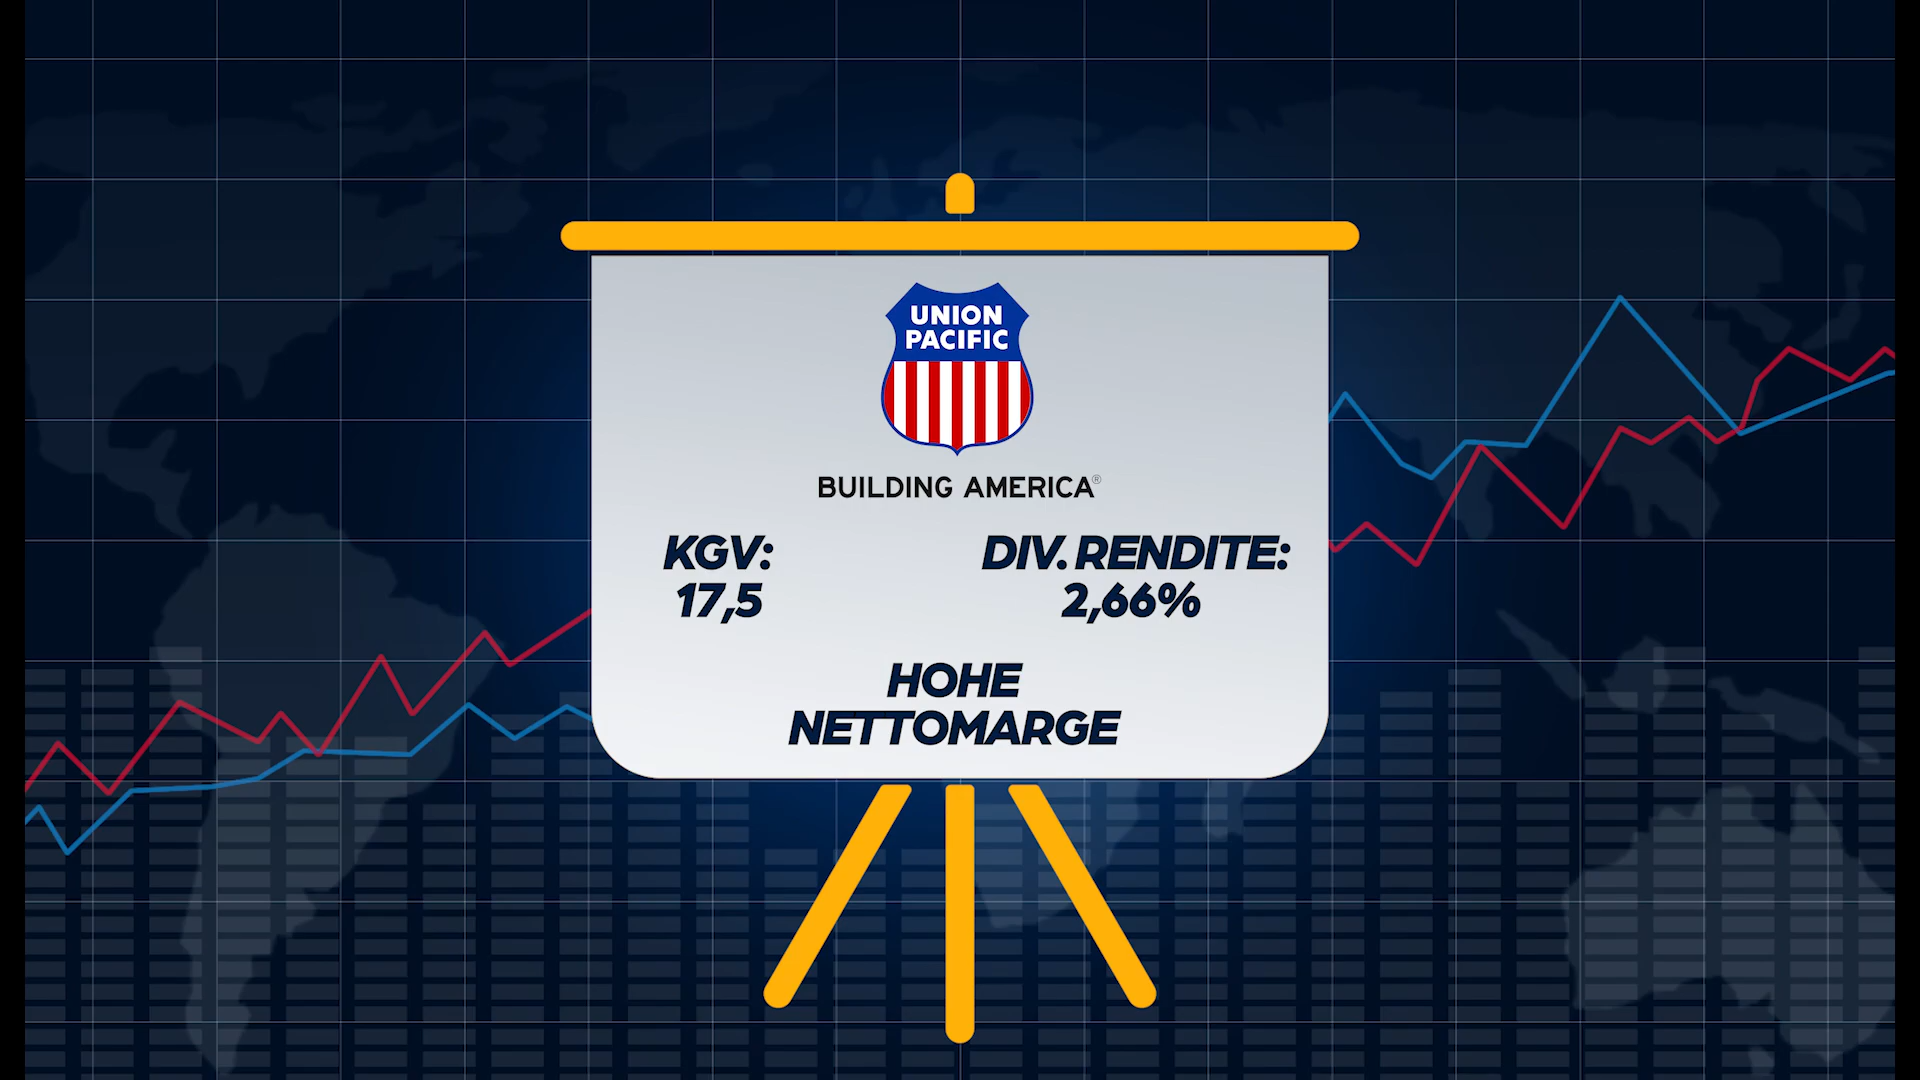 UNION
PACIFIC
BUILDING AMERICA®
KGV:
17,5
DIV. RENDITE:
2,66%
HOHE
NETTOMARGE